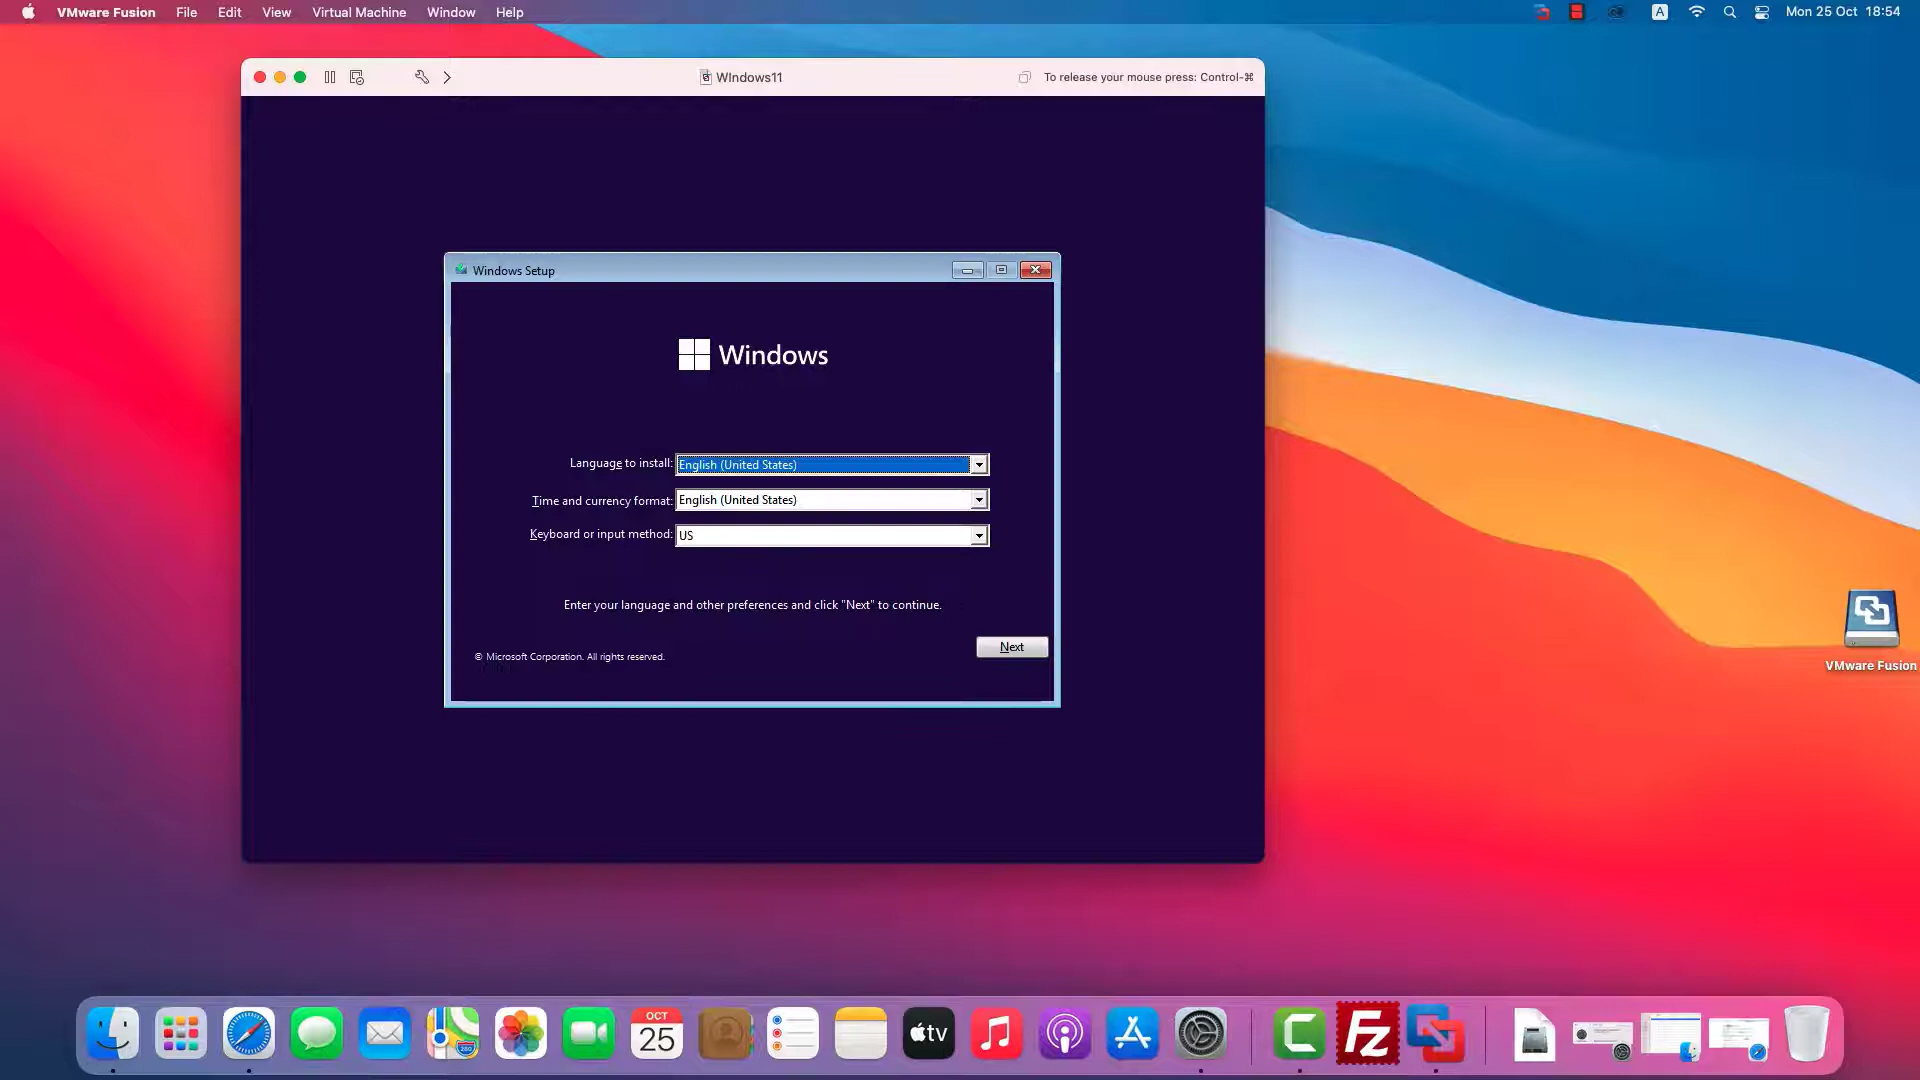 VMware Fusion File Edit View Virtual Machine Window Help A Mon 25 Oct 18:54
WIndows11 To release your mouse press: Control-⌘
Windows Setup
Windows
Language to install: English (United States)
Time and currency format: English (United States)
Keyboard or input method: US
Enter your language and other preferences and click "Next" to continue.
Next
© Microsoft Corporation. All rights reserved.
VMware Fusion
OCT
25
280
tv
C
Fz